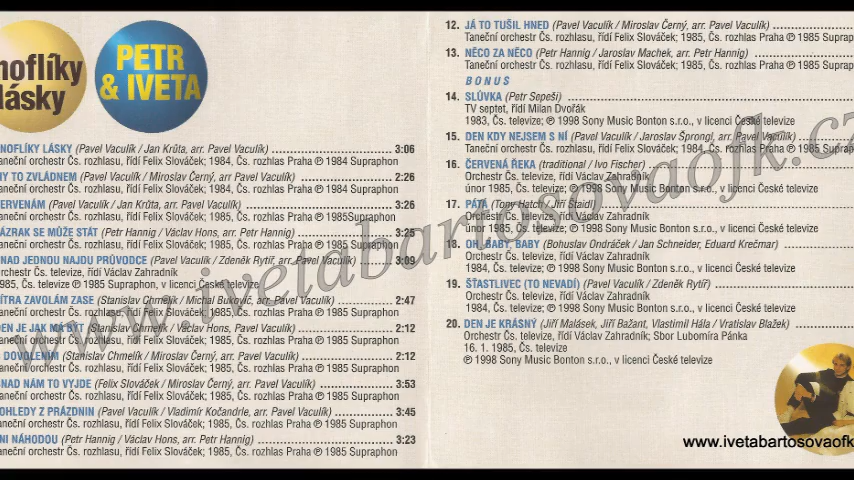 noflíky
lásky
PETR
& IVETA
NOFLÍKY LÁSKY (Pavel Vaculík / Jan Krůta, arr. Pavel Vaculík) 3:06
Taneční orchestr Čs. rozhlasu, řídí Felix Slováček; 1984, Čs. rozhlas Praha ℗ 1984 Supraphon
MY TO ZVLÁDNEM (Pavel Vaculík / Miroslav Černý, arr. Pavel Vaculík) 2:26
Taneční orchestr Čs. rozhlasu, řídí Felix Slováček; 1984, Čs. rozhlas Praha ℗ 1985 Supraphon
ČERVENÁM (Pavel Vaculík / Jan Krůta, arr. Pavel Vaculík) 3:26
Taneční orchestr Čs. rozhlasu, řídí Felix Slováček; 1985, Čs. rozhlas Praha ℗ 1985Supraphon
ZÁZRAK SE MŮŽE STÁT (Petr Hannig / Václav Hons, arr. Petr Hannig) 3:25
Taneční orchestr Čs. rozhlasu, řídí Felix Slováček; 1985, Čs. rozhlas Praha ℗ 1985 Supraphon
SNAD JEDNOU NAJDU PRŮVODCE (Pavel Vaculík / Zdeněk Rytíř, arr. Pavel Vaculík) 3:09
Orchestr Čs. televize, řídí Václav Zahradník
1985, Čs. televize ℗ 1985 Supraphon, v licenci České televize
ZÍTRA ZAVOLÁM ZASE (Stanislav Chmelík / Michal Bukovič, arr. Pavel Vaculík) 2:47
Taneční orchestr Čs. rozhlasu, řídí Felix Slováček; 1985, Čs. rozhlas Praha ℗ 1985 Supraphon
DEN JE JAK MÁ BÝT (Stanislav Chmelík / Václav Hons, Pavel Vaculík) 2:12
Taneční orchestr Čs. rozhlasu, řídí Felix Slováček; 1985, Čs. rozhlas Praha ℗ 1985 Supraphon
S DOVOLENÍM (Stanislav Chmelík / Miroslav Černý, arr. Pavel Vaculík) 2:12
Taneční orchestr Čs. rozhlasu, řídí Felix Slováček; 1985, Čs. rozhlas Praha ℗ 1985 Supraphon
SNAD NÁM TO VYJDE (Felix Slováček / Miroslav Černý, arr. Pavel Vaculík) 3:53
Taneční orchestr Čs. rozhlasu, řídí Felix Slováček; 1985, Čs. rozhlas Praha ℗ 1985 Supraphon
POHLEDY Z PRÁZDNIN (Pavel Vaculík / Vladimír Kočandrle, arr. Pavel Vaculík) 3:45
Taneční orchestr Čs. rozhlasu, řídí Felix Slováček; 1985, Čs. rozhlas Praha ℗ 1985 Supraphon
ANI NÁHODOU (Petr Hannig / Václav Hons, arr. Petr Hannig) 3:23
Taneční orchestr Čs. rozhlasu, řídí Felix Slováček; 1985, Čs. rozhlas Praha ℗ 1985 Supraphon
12. JÁ TO TUŠIL HNED (Pavel Vaculík / Miroslav Černý, arr. Pavel Vaculík)
Taneční orchestr Čs. rozhlasu, řídí Felix Slováček; 1985, Čs. rozhlas Praha ℗ 1985 Supra
13. NĚCO ZA NĚCO (Petr Hannig / Jaroslav Machek, arr. Petr Hannig)
Taneční orchestr Čs. rozhlasu, řídí Felix Slováček; 1985, Čs. rozhlas Praha ℗ 1985 Supra
BONUS
14. SLŮVKA (Petr Sepeši)
TV septet, řídí Milan Dvořák
1983, Čs. televize; ℗ 1998 Sony Music Bonton s.r.o., v licenci České televize
15. DEN KDY NEJSEM S NÍ (Pavel Vaculík / Jaroslav Šprongl, arr. Pavel Vaculík)
Taneční orchestr Čs. rozhlasu, řídí Felix Slováček; 1984, Čs. rozhlas Praha ℗ 1985 Supra
16. ČERVENÁ ŘEKA (traditional / Ivo Fischer)
Orchestr Čs. televize, řídí Václav Zahradník
únor 1985, Čs. televize; ℗ 1998 Sony Music Bonton s.r.o., v licenci České televize
17. PÁTÁ (Tony Hatch / Jiří Štaidl)
Orchestr Čs. televize, řídí Václav Zahradník
únor 1985, Čs. televize; ℗ 1998 Sony Music Bonton s.r.o., v licenci České televize
18. OH, BABY, BABY (Bohuslav Ondráček / Jan Schneider, Eduard Krečmar)
Orchestr Čs. televize, řídí Václav Zahradník
1984, Čs. televize; ℗ 1998 Sony Music Bonton s.r.o., v licenci České televize
19. ŠŤASTLIVEC (TO NEVADÍ) (Pavel Vaculík / Zdeněk Rytíř)
Orchestr Čs. televize, řídí Václav Zahradník
1984, Čs. televize; ℗ 1998 Sony Music Bonton s.r.o., v licenci České televize
20. DEN JE KRÁSNÝ (Jiří Malásek, Jiří Bažant, Vlastimil Hála / Vratislav Blažek)
Orchestr Čs. televize, řídí Václav Zahradník; Sbor Lubomíra Pánka
16. 1. 1985, Čs. televize
℗ 1998 Sony Music Bonton s.r.o., v licenci České televize
www.ivetabartosovaofk.cz
www.ivetabartosovaofk